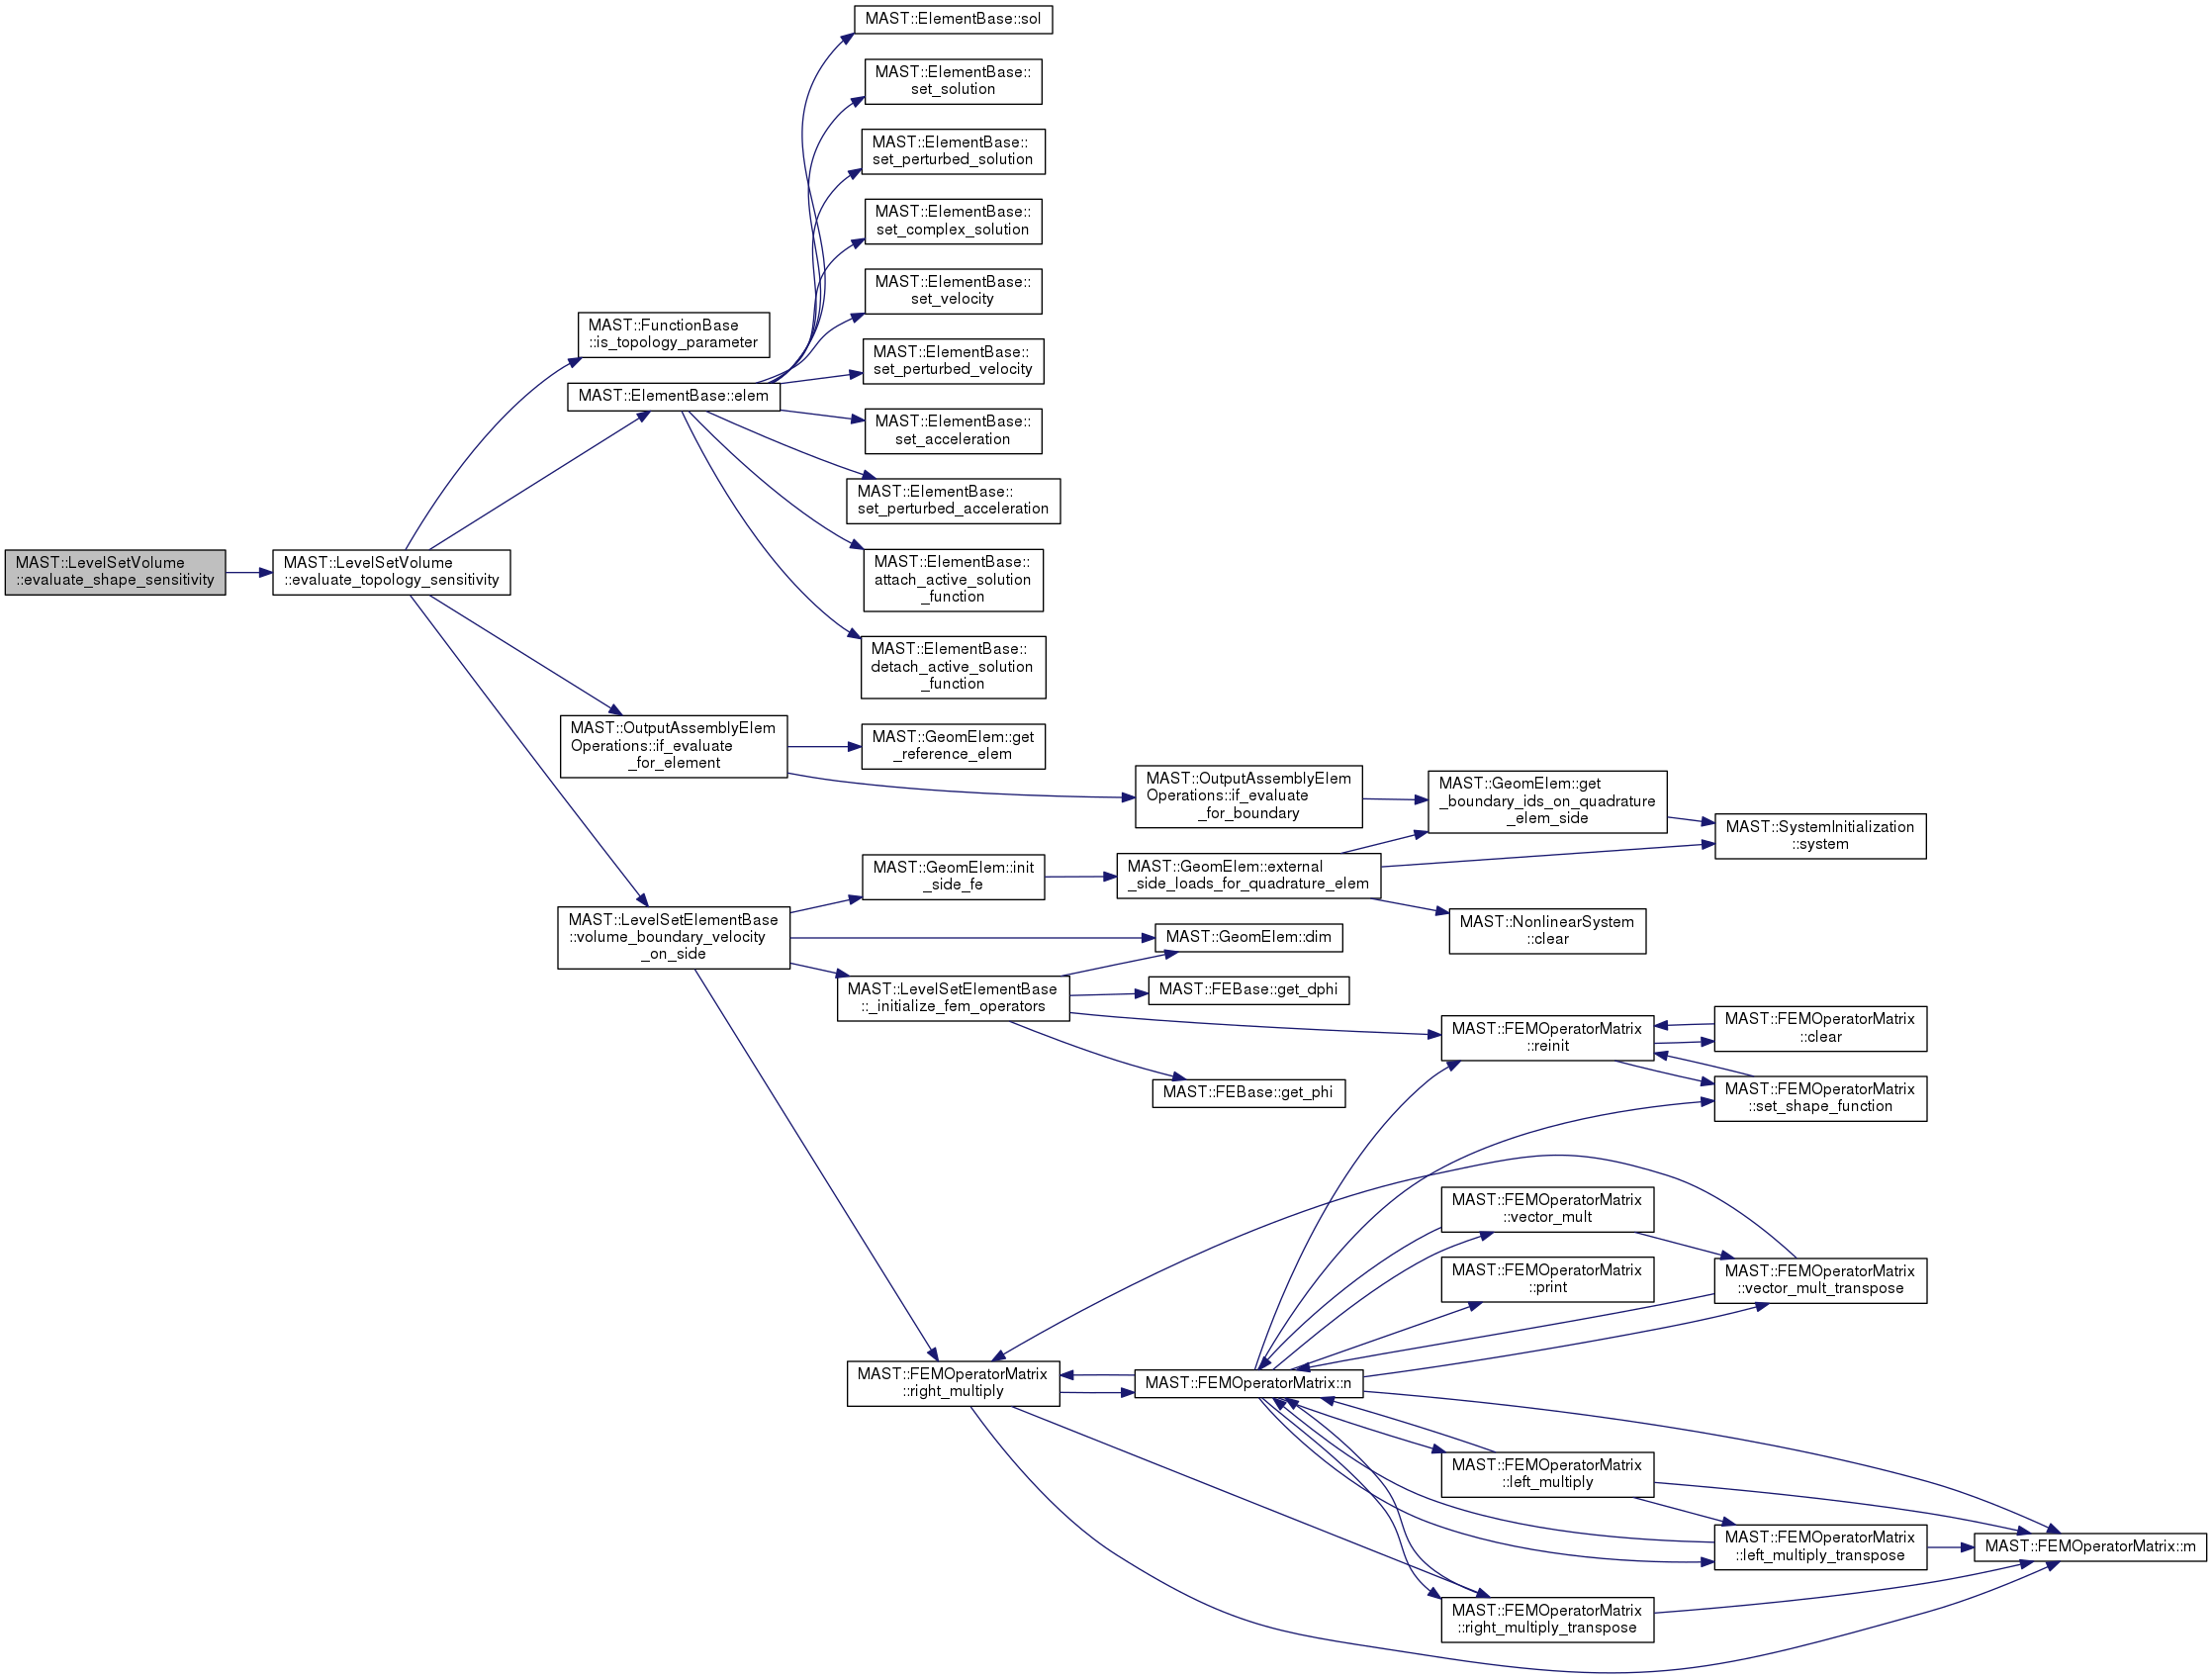 MAST::LevelSetVolume
::evaluate_shape_sensitivity
MAST::LevelSetVolume
::evaluate_topology_sensitivity
MAST::FunctionBase
::is_topology_parameter
MAST::ElementBase::elem
MAST::ElementBase::sol
MAST::ElementBase::
set_solution
MAST::ElementBase::
set_perturbed_solution
MAST::ElementBase::
set_complex_solution
MAST::ElementBase::
set_velocity
MAST::ElementBase::
set_perturbed_velocity
MAST::ElementBase::
set_acceleration
MAST::ElementBase::
set_perturbed_acceleration
MAST::ElementBase::
attach_active_solution
_function
MAST::ElementBase::
detach_active_solution
_function
MAST::OutputAssemblyElem
Operations::if_evaluate
_for_element
MAST::GeomElem::get
_reference_elem
MAST::OutputAssemblyElem
Operations::if_evaluate
_for_boundary
MAST::GeomElem::get
_boundary_ids_on_quadrature
_elem_side
MAST::SystemInitialization
::system
MAST::LevelSetElementBase
::volume_boundary_velocity
_on_side
MAST::GeomElem::init
_side_fe
MAST::GeomElem::external
_side_loads_for_quadrature_elem
MAST::NonlinearSystem
::clear
MAST::GeomElem::dim
MAST::LevelSetElementBase
::_initialize_fem_operators
MAST::FEBase::get_dphi
MAST::FEMOperatorMatrix
::reinit
MAST::FEMOperatorMatrix
::clear
MAST::FEMOperatorMatrix
::set_shape_function
MAST::FEBase::get_phi
MAST::FEMOperatorMatrix
::vector_mult
MAST::FEMOperatorMatrix
::print
MAST::FEMOperatorMatrix
::vector_mult_transpose
MAST::FEMOperatorMatrix
::right_multiply
MAST::FEMOperatorMatrix::n
MAST::FEMOperatorMatrix
::left_multiply
MAST::FEMOperatorMatrix
::left_multiply_transpose
MAST::FEMOperatorMatrix::m
MAST::FEMOperatorMatrix
::right_multiply_transpose